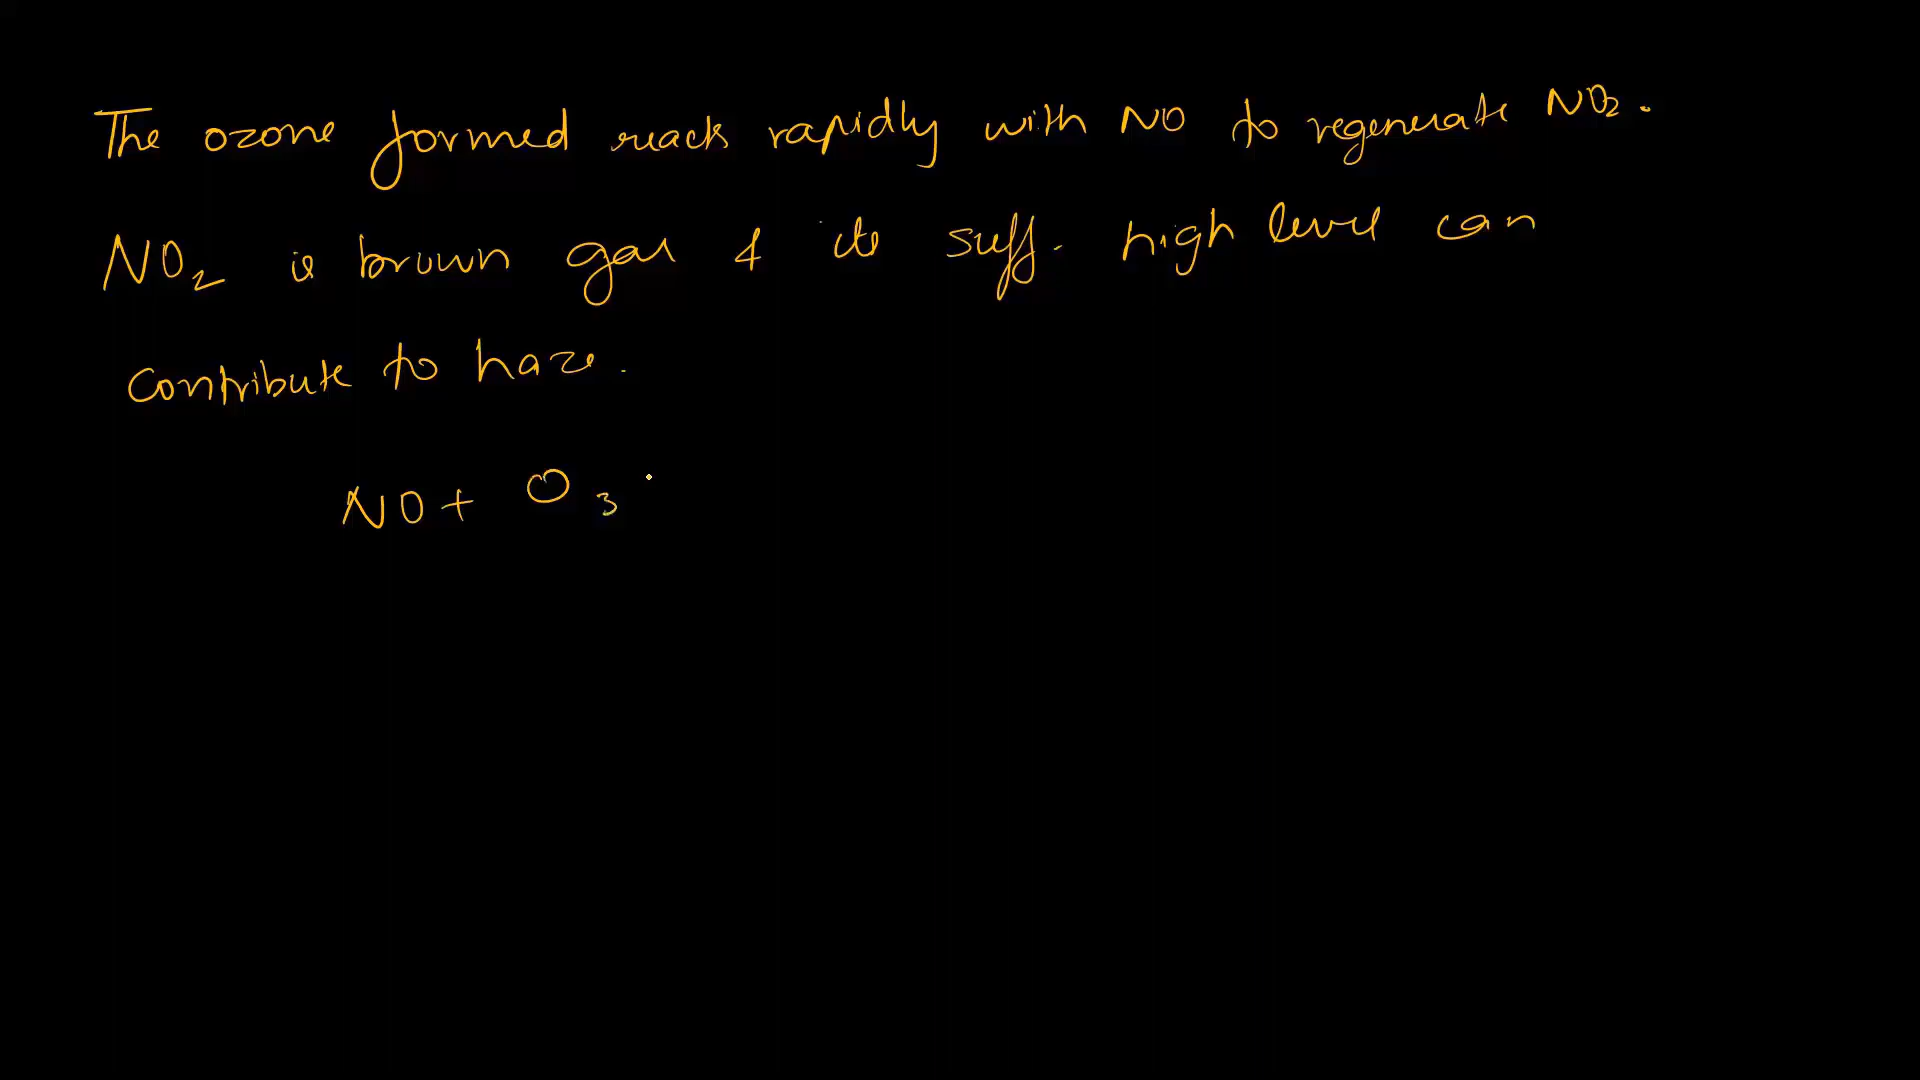 The ozone formed reacts rapidly with NO to regenerate NO₂.
NO₂ is brown gas & its suff. high level can
contribute to haze.
NO + O₃